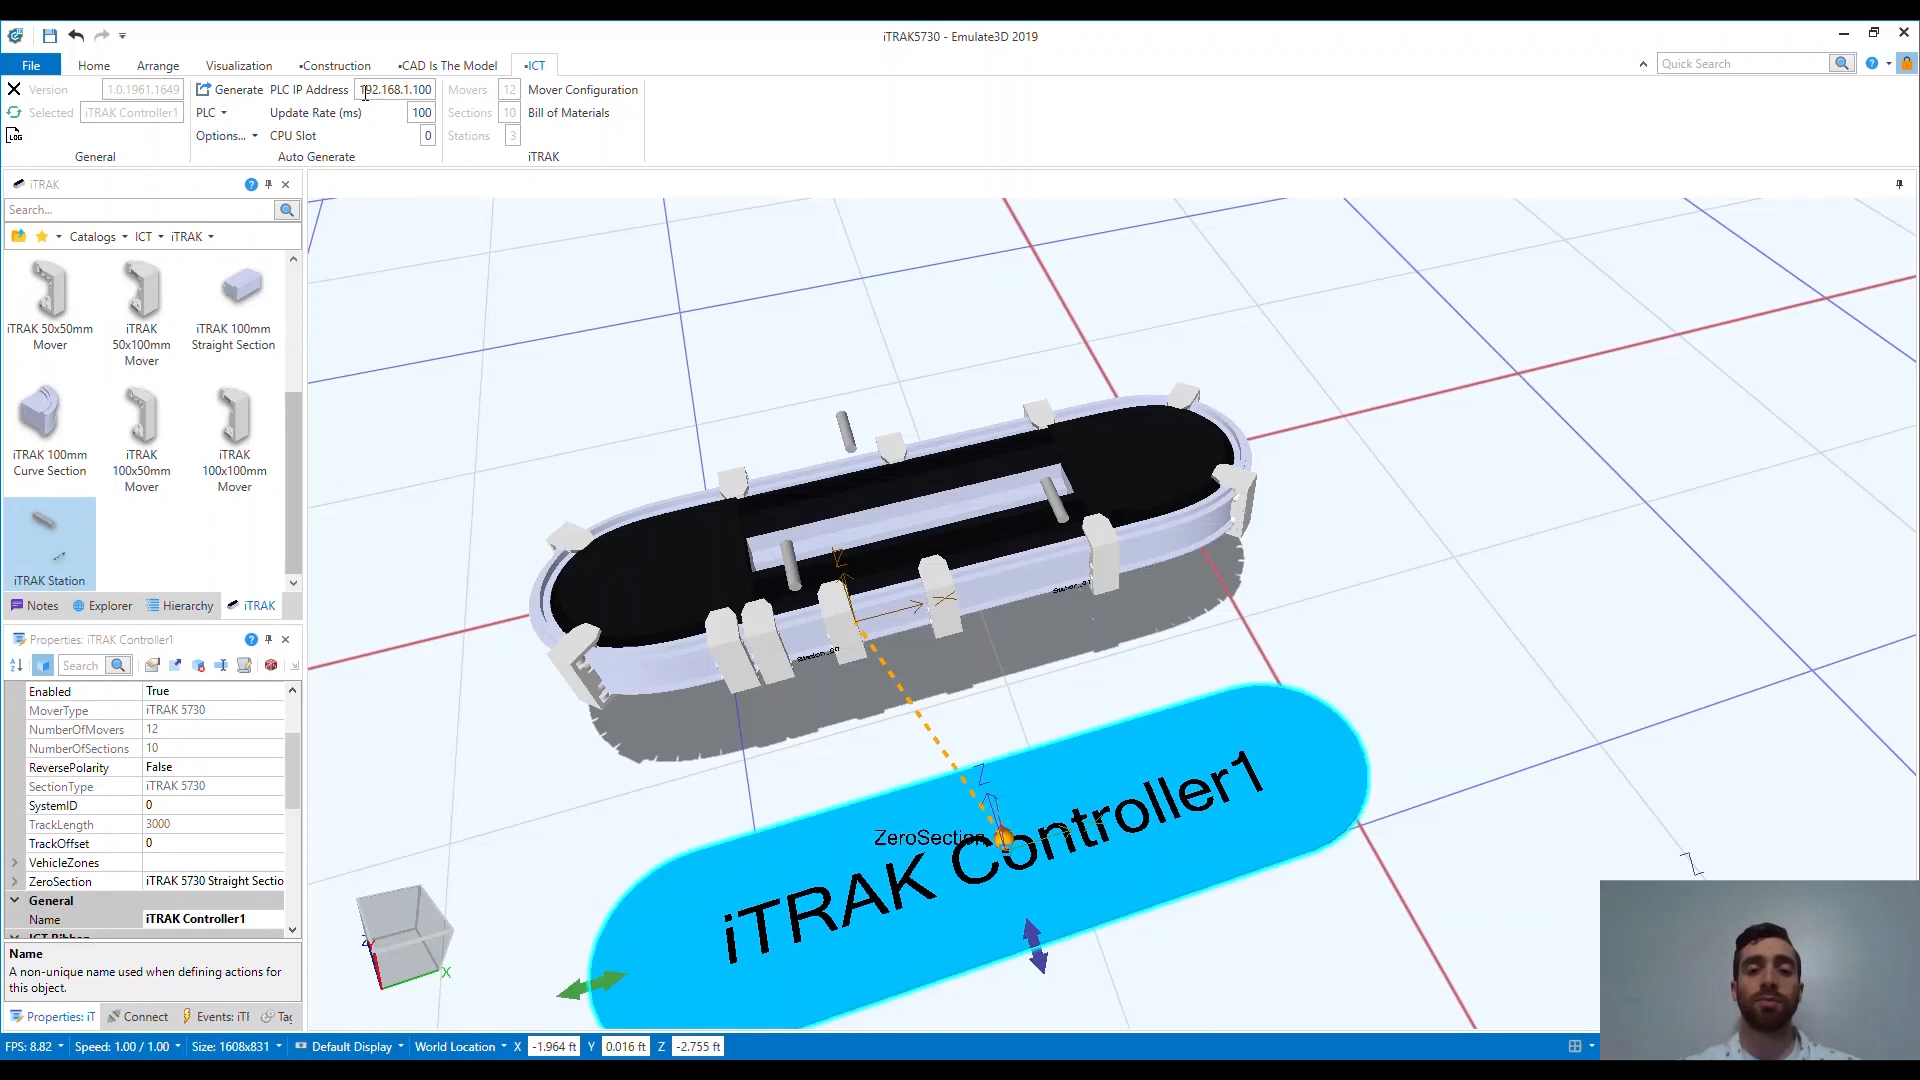 iTRAK5730 - Emulate3D 2019
File Home Arrange Visualization •Construction •CAD Is The Model •ICT Quick Search
Version 1.0.1961.1649 Generate PLC IP Address 192.168.1.100 Movers 12 Mover Configuration
Selected iTRAK Controller1 PLC Update Rate (ms) 100 Sections 10 Bill of Materials
LOG Options... CPU Slot 0 Stations 3
General Auto Generate iTRAK
iTRAK
Search...
Catalogs ICT iTRAK
iTRAK 50x50mm Mover
iTRAK 50x100mm Mover
iTRAK 100mm Straight Section
iTRAK 100mm Curve Section
iTRAK 100x50mm Mover
iTRAK 100x100mm Mover
iTRAK Station
Notes Explorer Hierarchy iTRAK
Properties: iTRAK Controller1
Search
Enabled True
MoverType iTRAK 5730
NumberOfMovers 12
NumberOfSections 10
ReversePolarity False
SectionType iTRAK 5730
SystemID 0
TrackLength 3000
TrackOffset 0
VehicleZones
ZeroSection iTRAK 5730 Straight Sectio
General
Name iTRAK Controller1
ICT Ribbon
Name
A non-unique name used when defining actions for
this object.
Properties: iT Connect Events: iTF Tag
X
Z
ZeroSection
iTRAK Controller1
Z
X
FPS: 8.82 Speed: 1.00 / 1.00 Size: 1608x831 Default Display World Location X -1.964 ft Y 0.016 ft Z -2.755 ft